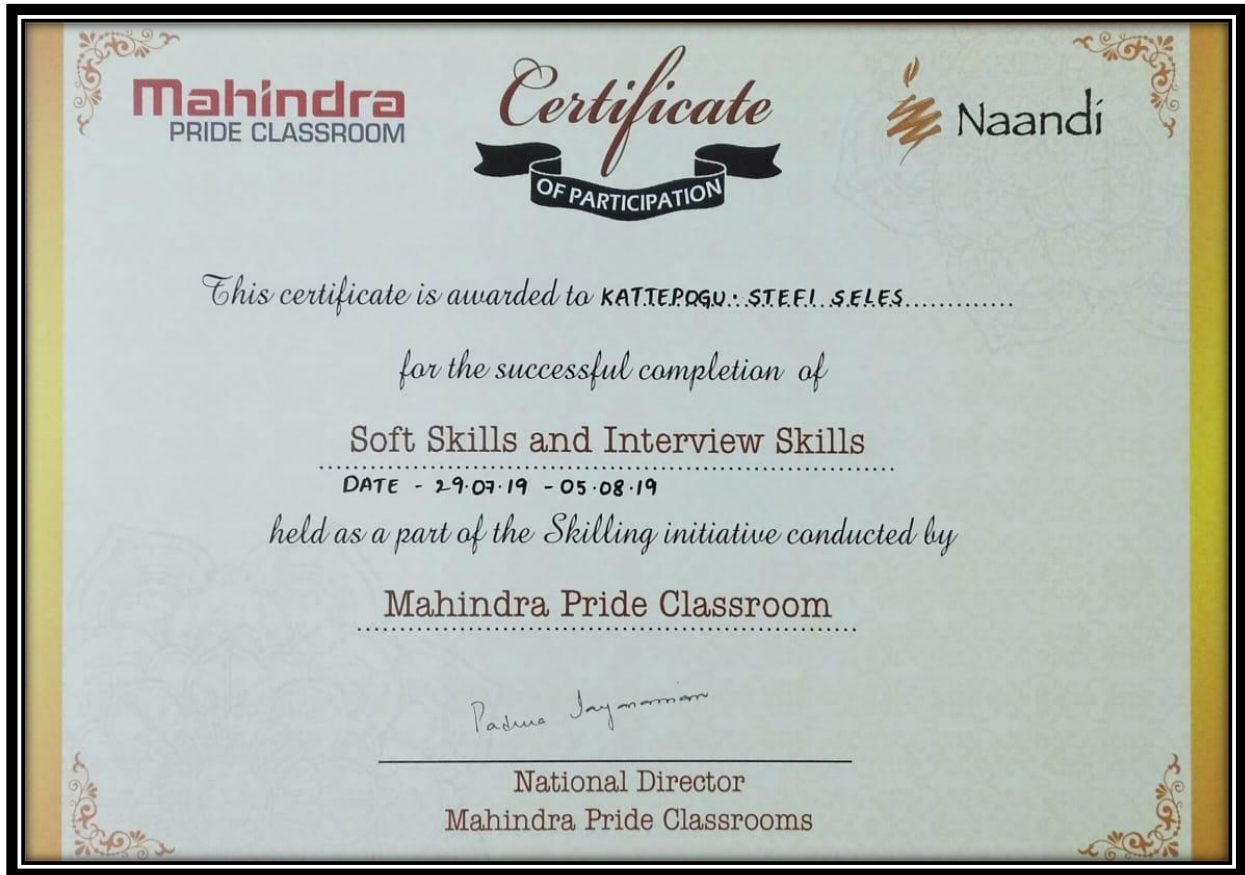 Mahindra
PRIDE CLASSROOM
Certificate
OF PARTICIPATION
Naandi
This certificate is awarded to KATTEPOGU. STEFI SELES
for the successful completion of
Soft Skills and Interview Skills
DATE - 29.07.19 - 05.08.19
held as a part of the Skilling initiative conducted by
Mahindra Pride Classroom
Padma
National Director
Mahindra Pride Classrooms